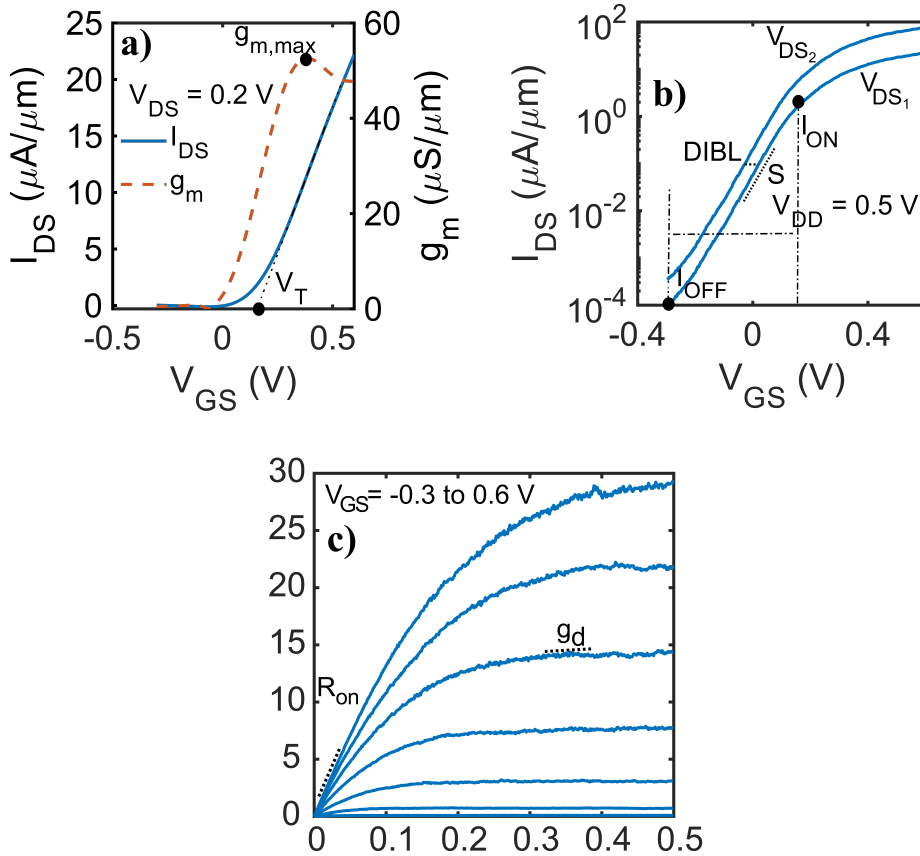 a)
g_m,max
V_DS = 0.2 V
I_DS
g_m
V_T
I_DS (μA/μm)
25
20
15
10
5
0
g_m (μS/μm)
60
40
20
0
-0.5 0 0.5
V_GS (V)
b)
V_DS2
V_DS1
I_ON
DIBL
S
V_DD = 0.5 V
I_OFF
I_DS (μA/μm)
10^2
10^0
10^-2
10^-4
-0.4 0 0.4
V_GS (V)
V_GS= -0.3 to 0.6 V
c)
g_d
R_on
30
25
20
15
10
5
0
0 0.1 0.2 0.3 0.4 0.5